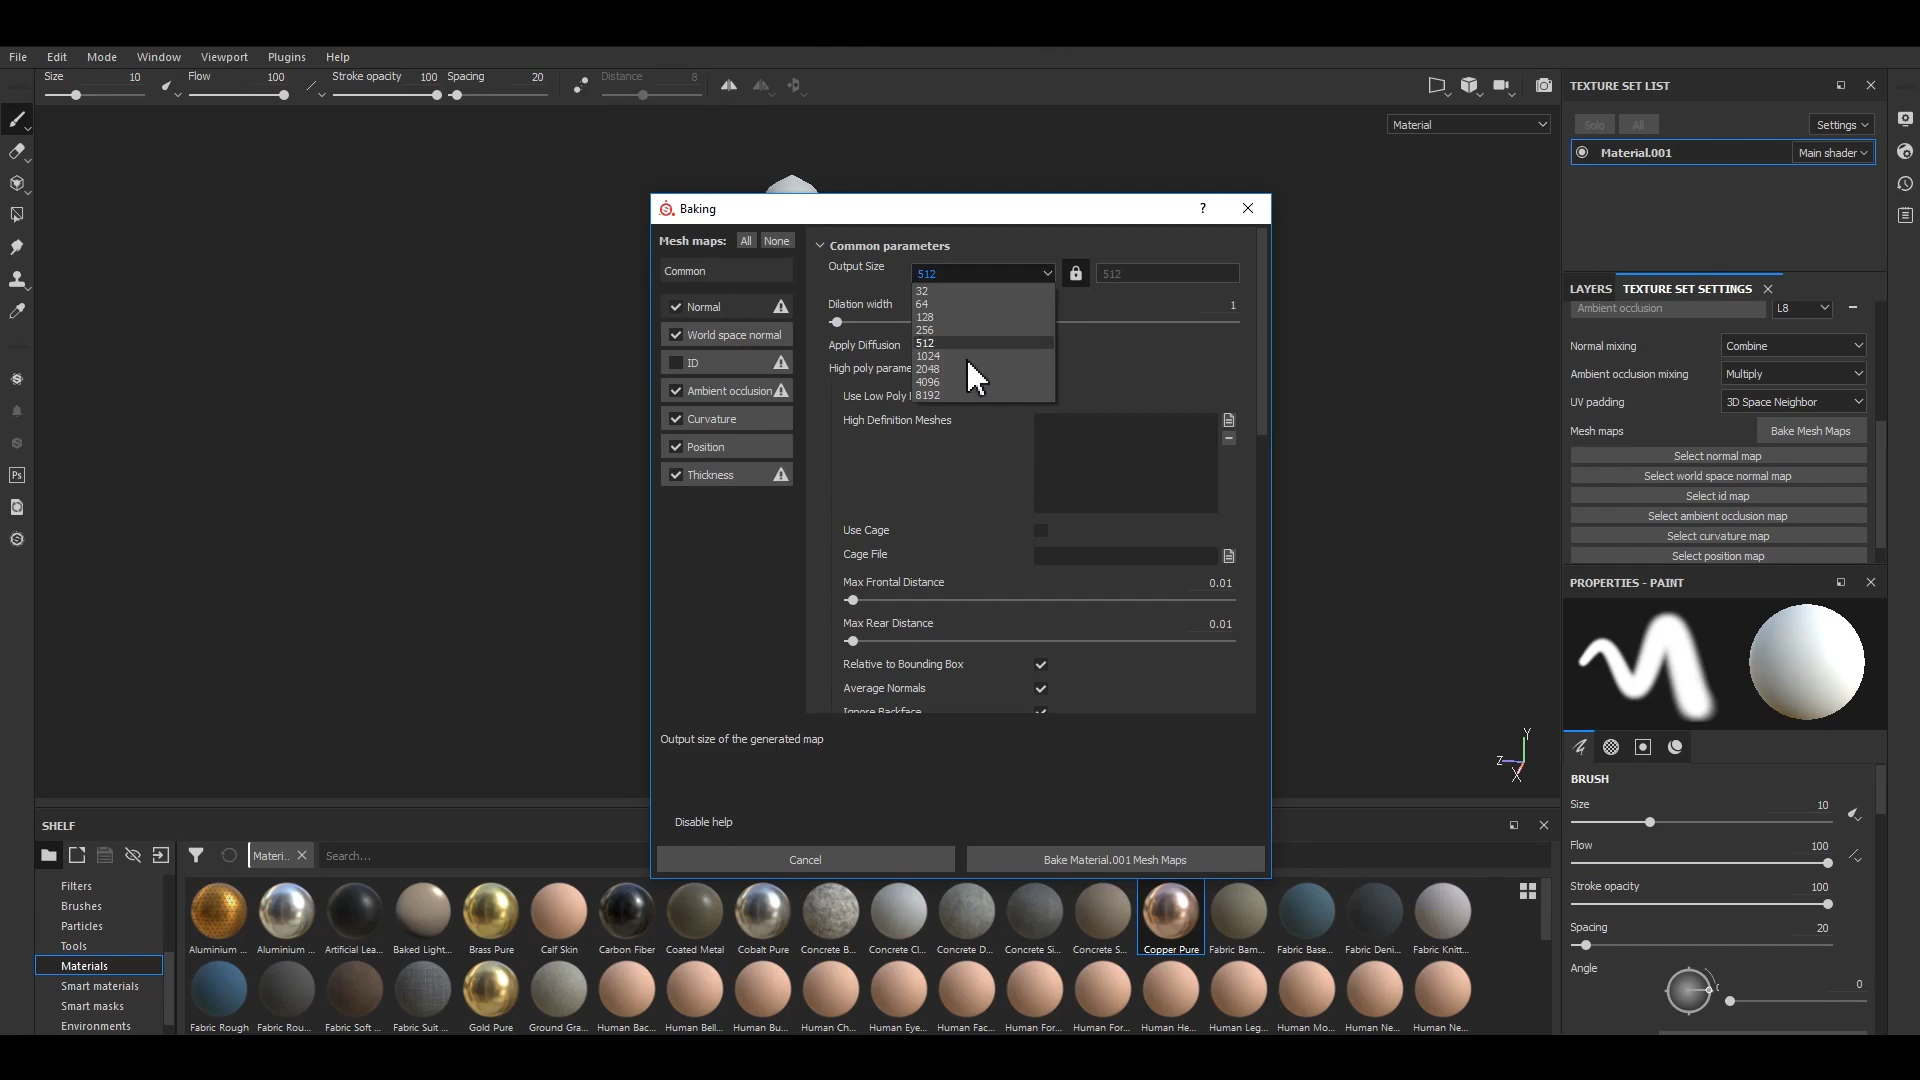 File Edit Mode Window Viewport Plugins Help
Size 10 Flow 100 Stroke opacity 100 Spacing 20 Distance 8
Material
TEXTURE SET LIST
Solo All Settings
Material.001 Main shader
LAYERS TEXTURE SET SETTINGS
Ambient occlusion L8
Normal mixing Combine
Ambient occlusion mixing Multiply
UV padding 3D Space Neighbor
Mesh maps Bake Mesh Maps
Select normal map
Select world space normal map
Select id map
Select ambient occlusion map
Select curvature map
Select position map
PROPERTIES - PAINT
BRUSH
Size 10
Flow 100
Stroke opacity 100
Spacing 20
Angle 0
Baking ?
Mesh maps: All None
Common
Normal
World space normal
ID
Ambient occlusion
Curvature
Position
Thickness
Common parameters
Output Size 512 512
32
64
128
256
512
1024
2048
4096
8192
Dilation width 1
Apply Diffusion
High poly parame
Use Low Poly
High Definition Meshes
Use Cage
Cage File
Max Frontal Distance 0.01
Max Rear Distance 0.01
Relative to Bounding Box
Average Normals
Ignore Backface
Output size of the generated map
Disable help
Cancel Bake Material.001 Mesh Maps
Y
Z
X
SHELF
Materi.. Search...
Filters
Brushes
Particles
Tools
Materials
Smart materials
Smart masks
Environments
Aluminium ... Aluminium ... Artificial Lea... Baked Light... Brass Pure Calf Skin Carbon Fiber Coated Metal Cobalt Pure Concrete B... Concrete Cl... Concrete D... Concrete Si... Concrete S... Copper Pure Fabric Bam... Fabric Base... Fabric Deni... Fabric Knitt...
Fabric Rough Fabric Rou... Fabric Soft ... Fabric Suit ... Gold Pure Ground Gra... Human Bac... Human Bell... Human Bu... Human Ch... Human Eye... Human Fac... Human For... Human For... Human He... Human Leg... Human Mo... Human Ne... Human Ne...
Ps